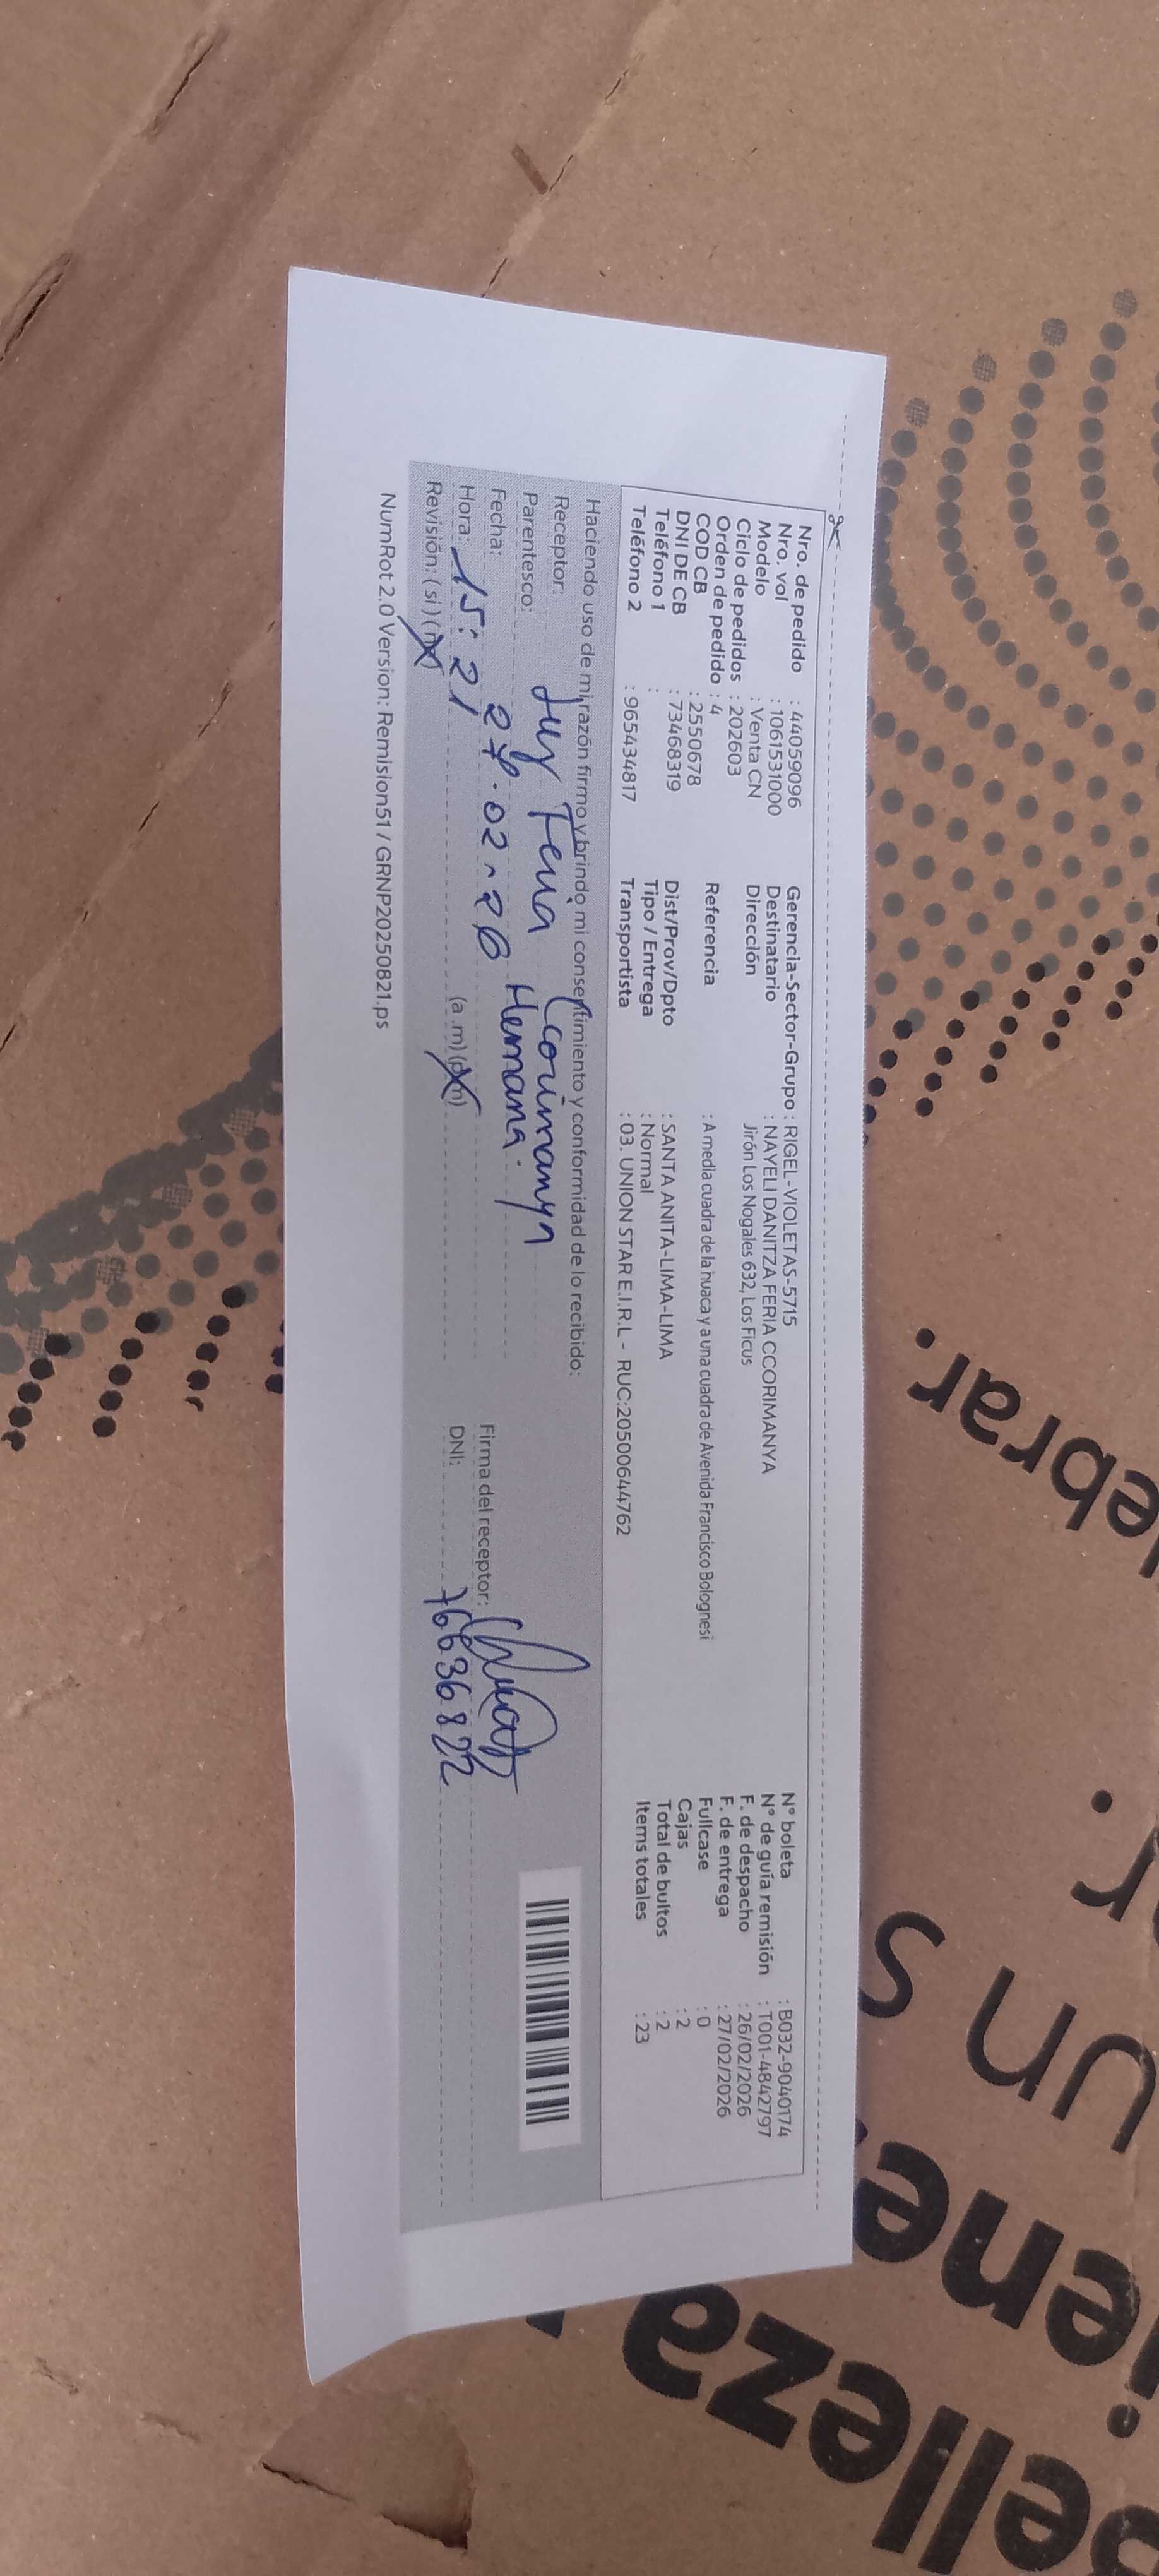 Nro. de pedido : 44059096
Nro. vol : 1061531000
Modelo : Venta CN
Ciclo de pedidos : 202603
Orden de pedido : 4
COD CB : 2550678
DNI DE CB : 73468319
Teléfono 1 :
Teléfono 2 : 965434817
Gerencia-Sector-Grupo : RIGEL-VIOLETAS-5715
Destinatario : NAYELI DANITZA FERIA CCORIMANYA
Dirección Jirón Los Nogales 632, Los Ficus
Referencia : A media cuadra de la huaca y a una cuadra de Avenida Francisco Bolognesi
Dist/Prov/Dpto : SANTA ANITA-LIMA-LIMA
Tipo / Entrega : Normal
Transportista : 03. UNION STAR E.I.R.L - RUC:20500644762
N° boleta : B032-9040174
N° de guía remisión : T001-4842797
F. de despacho : 26/02/2026
F. de entrega : 27/02/2026
Fullcase : 0
Cajas : 2
Total de bultos : 2
Items totales : 23
Haciendo uso de mi razón firmo y brindo mi consentimiento y conformidad de lo recibido:
Receptor: Feria Ccorimanya
Parentesco: Hermana.
Fecha: 27.02.26
Hora: 15:21 (a.m) (p.m)
Revisión: (si) (no)
Firma del receptor:
DNI: 76636822
NumRot 2.0 Version: Remision51 / GRNP20250821.ps
ebrar.
r.
un s
iene
elleza